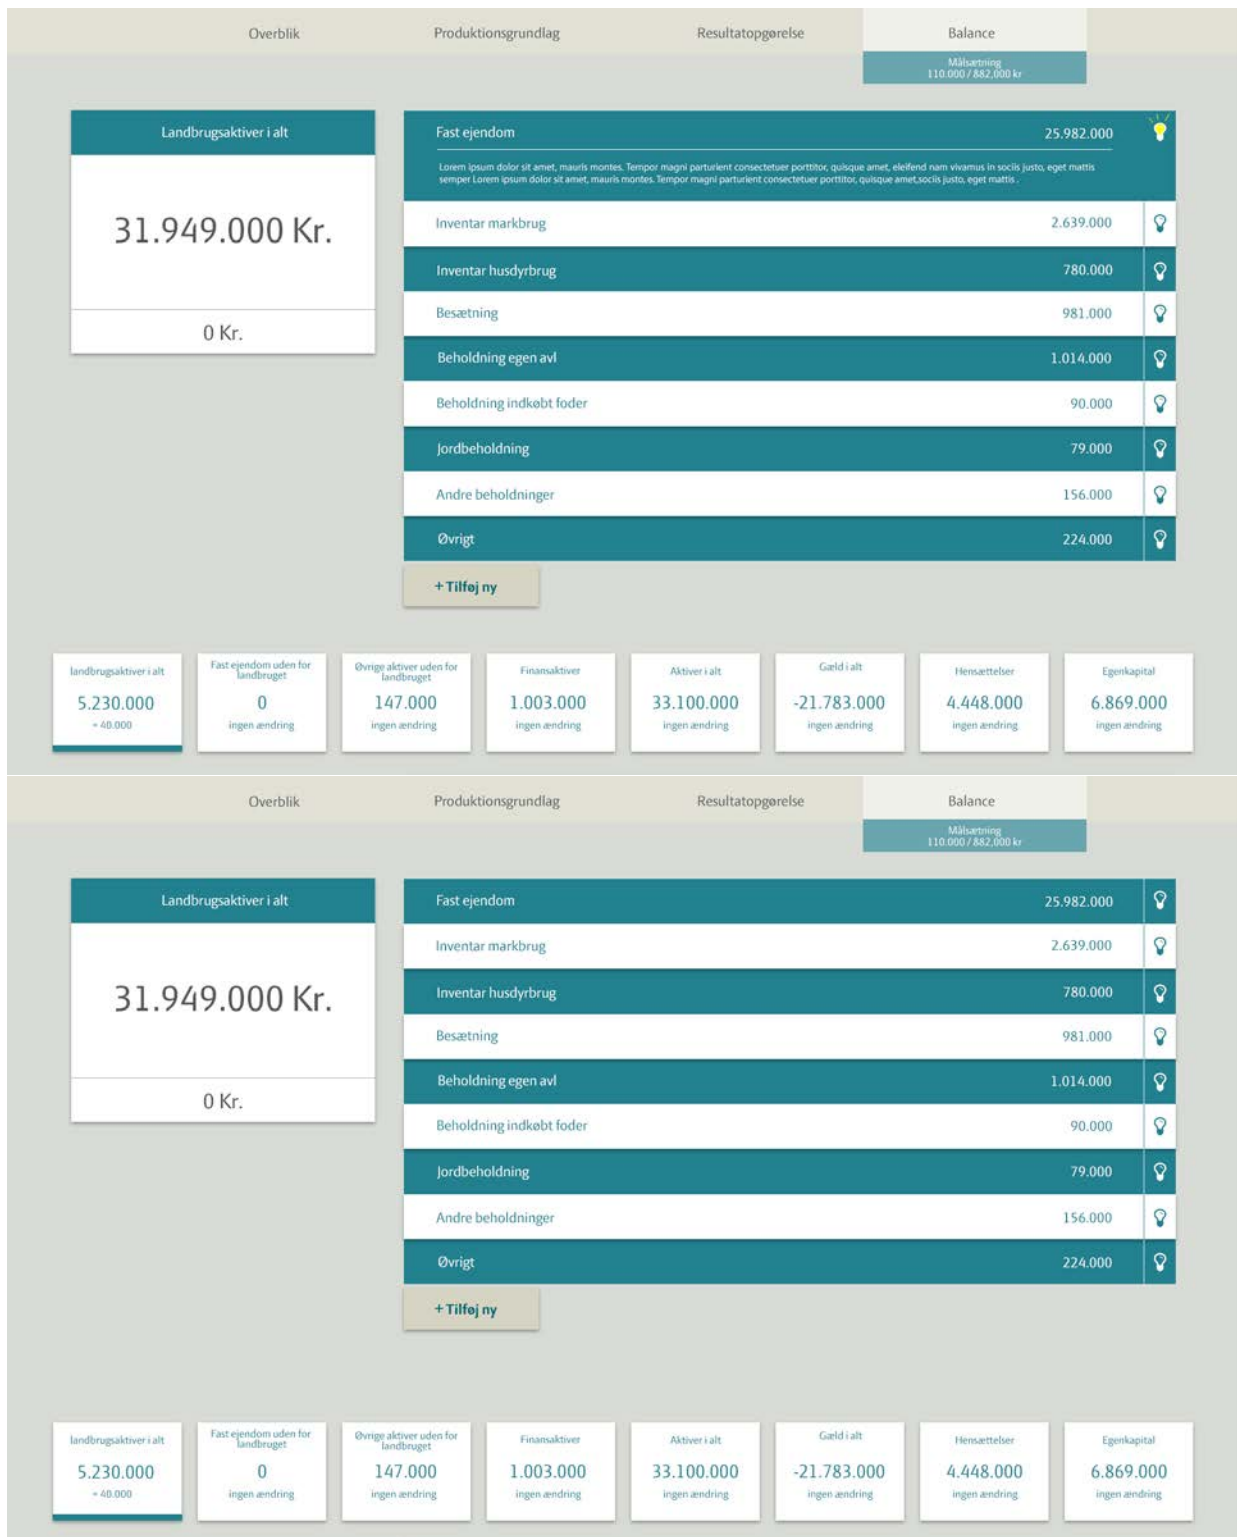 Overblik
Produktionsgrundlag
Resultatopgørelse
Balance
Målsætning
110.000 / 882,000 kr
Landbrugsaktiver i alt
31.949.000 Kr.
0 Kr.
Fast ejendom 25.982.000
Lorem ipsum dolor sit amet, mauris montes. Tempor magni parturient consectetuer porttitor, quisque amet, eleifend nam vivamus in sociis justo, eget mattis
semper Lorem ipsum dolor sit amet, mauris montes. Tempor magni parturient consectetuer porttitor, quisque amet,sociis justo, eget mattis .
Inventar markbrug 2.639.000
Inventar husdyrbrug 780.000
Besætning 981.000
Beholdning egen avl 1.014.000
Beholdning indkøbt foder 90.000
Jordbeholdning 79.000
Andre beholdninger 156.000
Øvrigt 224.000
+ Tilføj ny
landbrugsaktiver i alt
5.230.000
= 40.000
Fast ejendom uden for
landbruget
0
ingen ændring
Øvrige aktiver uden for
landbruget
147.000
ingen ændring
Finansaktiver
1.003.000
ingen ændring
Aktiver i alt
33.100.000
ingen ændring
Gæld i alt
-21.783.000
ingen ændring
Hensættelser
4.448.000
ingen ændring
Egenkapital
6.869.000
ingen ændring
Overblik
Produktionsgrundlag
Resultatopgørelse
Balance
Målsætning
110.000 / 882,000 kr
Landbrugsaktiver i alt
31.949.000 Kr.
0 Kr.
Fast ejendom 25.982.000
Inventar markbrug 2.639.000
Inventar husdyrbrug 780.000
Besætning 981.000
Beholdning egen avl 1.014.000
Beholdning indkøbt foder 90.000
Jordbeholdning 79.000
Andre beholdninger 156.000
Øvrigt 224.000
+ Tilføj ny
landbrugsaktiver i alt
5.230.000
= 40.000
Fast ejendom uden for
landbruget
0
ingen ændring
Øvrige aktiver uden for
landbruget
147.000
ingen ændring
Finansaktiver
1.003.000
ingen ændring
Aktiver i alt
33.100.000
ingen ændring
Gæld i alt
-21.783.000
ingen ændring
Hensættelser
4.448.000
ingen ændring
Egenkapital
6.869.000
ingen ændring